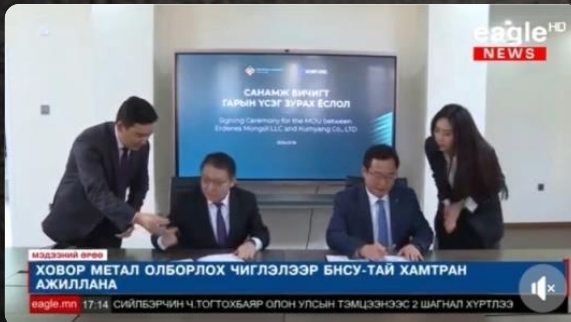 eagle HD
NEWS
САНАМЖ БИЧИГТ
ГАРЫН ҮСЭГ ЗУРАХ ЁСЛОЛ
Signing Ceremony for the MOU between
Erdenes Mongol LLC and Kumyang Co., LTD
МЭДЭЭНИЙ ӨРӨӨ
ХОВОР МЕТАЛ ОЛБОРЛОХ ЧИГЛЭЛЭЭР БНСУ-ТАЙ ХАМТРАН
АЖИЛЛАНА
eagle.mn 17:14 СИЙЛБЭРЧИН Ч.ТОГТОХБАЯР ОЛОН УЛСЫН ТЭМЦЭЭНЭЭС 2 ШАГНАЛ ХҮРТЛЭЭ